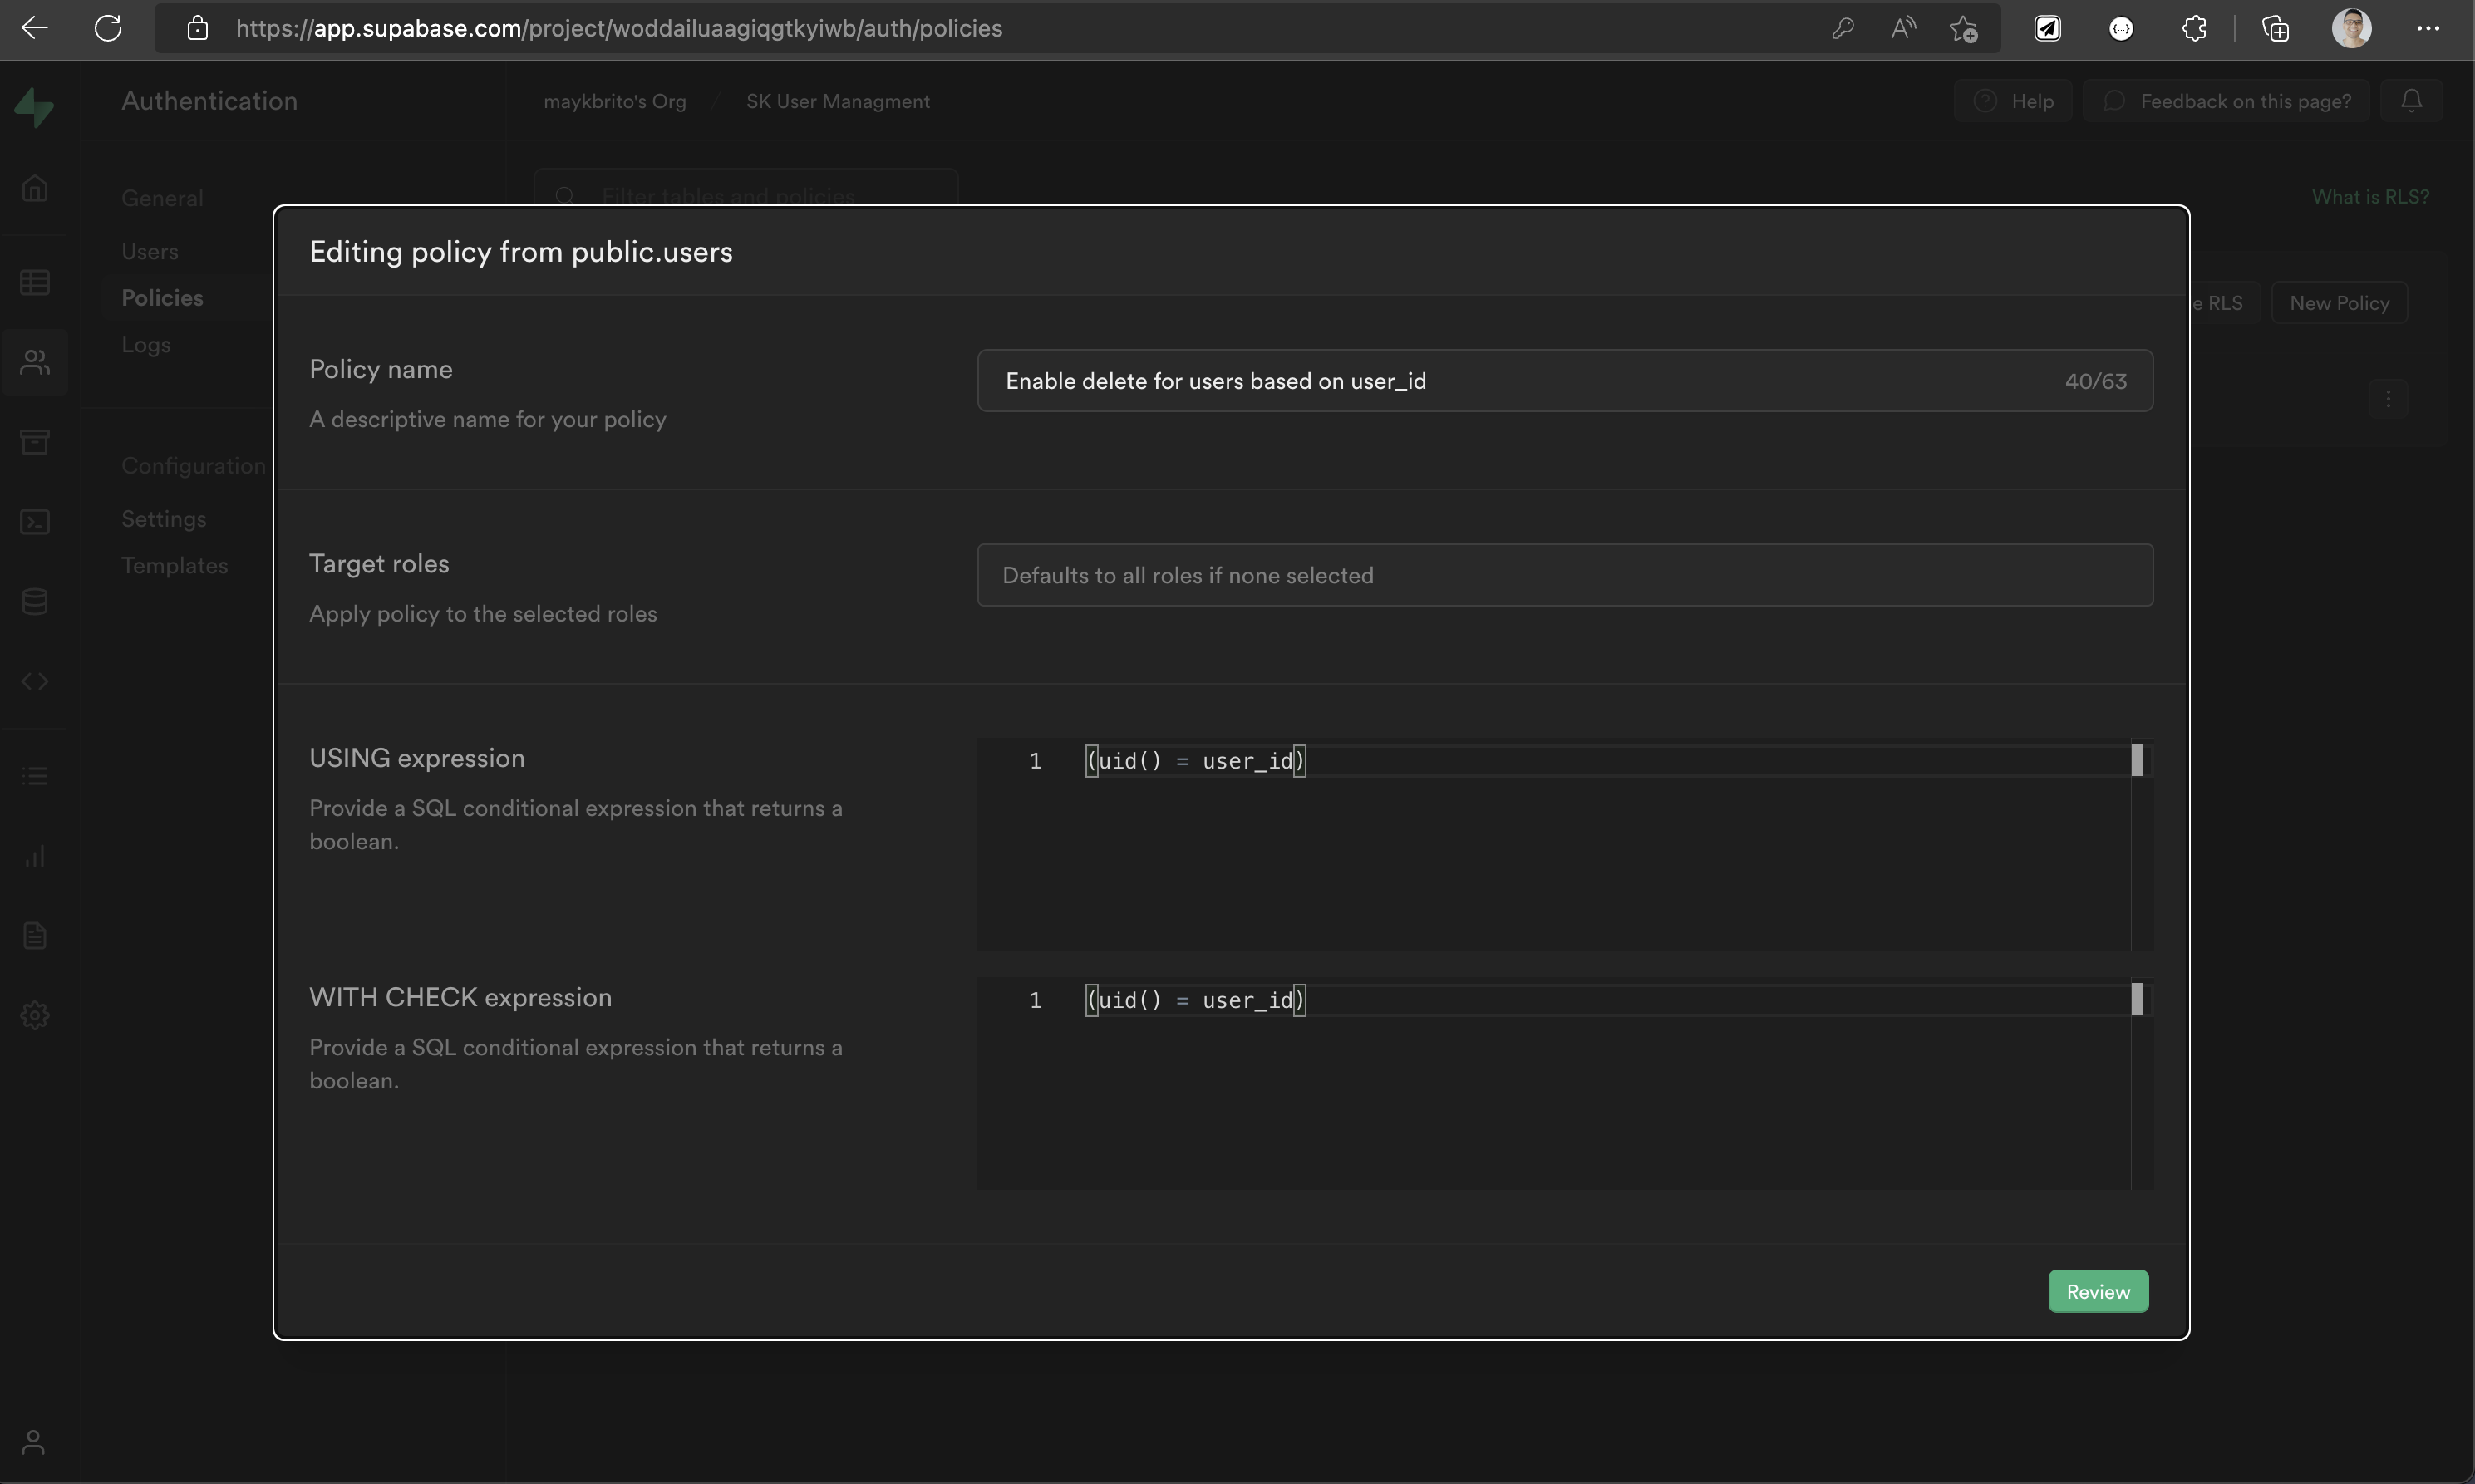 https://app.supabase.com/project/woddailuaagiqgtkyiwb/auth/policies
Authentication
maykbrito's Org / SK User Managment
Help
Feedback on this page?
General
Users
Policies
Logs
Configuration
Settings
Templates
Filter tables and policies
What is RLS?
e RLS
New Policy
Editing policy from public.users
Policy name
A descriptive name for your policy
Enable delete for users based on user_id
40/63
Target roles
Apply policy to the selected roles
Defaults to all roles if none selected
USING expression
Provide a SQL conditional expression that returns a
boolean.
1 (uid() = user_id)
WITH CHECK expression
Provide a SQL conditional expression that returns a
boolean.
1 (uid() = user_id)
Review